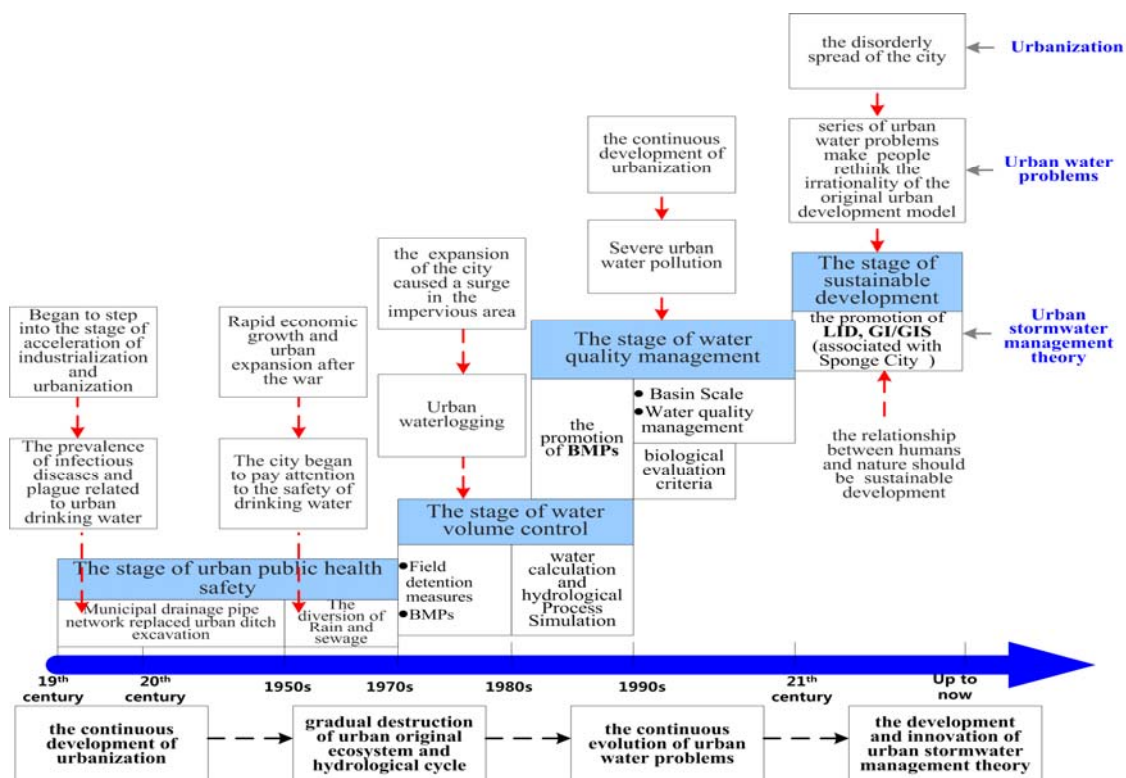 the disorderly
spread of the city
Urbanization
series of urban
water problems
make people
rethink the
irrationality of the
original urban
development model
Urban water
problems
the continuous
development of
urbanization
Severe urban
water pollution
the expansion
of the city
caused a surge
in the
impervious area
Urban
waterlogging
Began to step
into the stage of
acceleration of
industrialization
and
urbanization
Rapid economic
growth and
urban
expansion after
the war
The prevalence
of infectious
diseases and
plague related
to urban
drinking water
The city began
to pay attention
to the safety of
drinking water
The stage of
sustainable
development
the promotion of
LID, GI/GIS
(associated with
Sponge City )
Urban
stormwater
management theory
the relationship
between humans
and nature should
be sustainable
development
The stage of water
quality management
the
promotion
of BMPs
● Basin Scale
● Water quality
management
biological
evaluation
criteria
The stage of water
volume control
● Field
detention
measures
● BMPs
water
calculation
and
hydrological
Process
Simulation
The stage of urban public health
safety
Municipal drainage pipe
network replaced urban ditch
excavation
The
diversion of
Rain and
sewage
19th
century
20th
century
1950s
1970s
1980s
1990s
21th
century
Up to
now
the continuous
development of
urbanization
gradual destruction
of urban original
ecosystem and
hydrological cycle
the continuous
evolution of urban
water problems
the development
and innovation of
urban stormwater
management theory